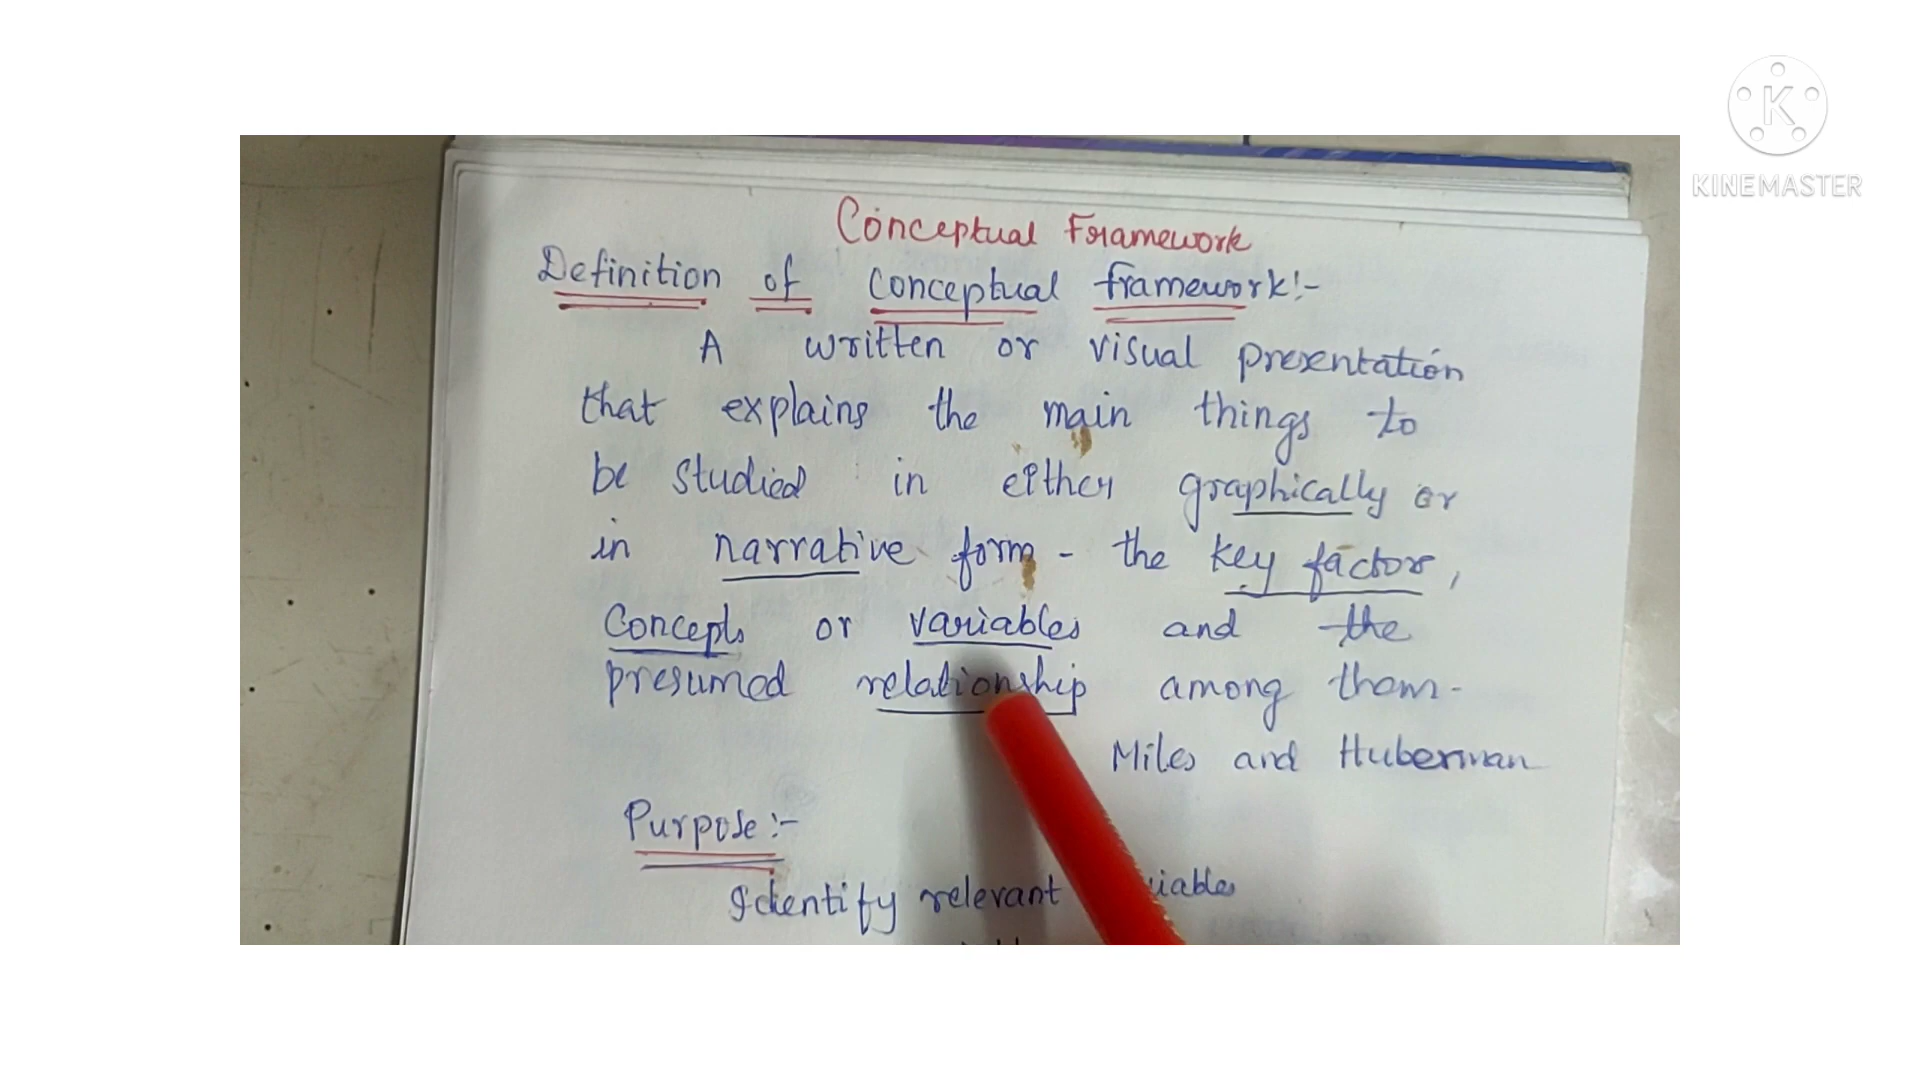 KINEMASTER
Conceptual Framework
Definition of conceptual framework:-
A written or visual presentation
that explains the main things to
be studied in either graphically or
in narrative form - the key factor,
Concepts or variables and the
presumed relationship among them-
Miles and Huberman
Purpose:-
Identify relevant